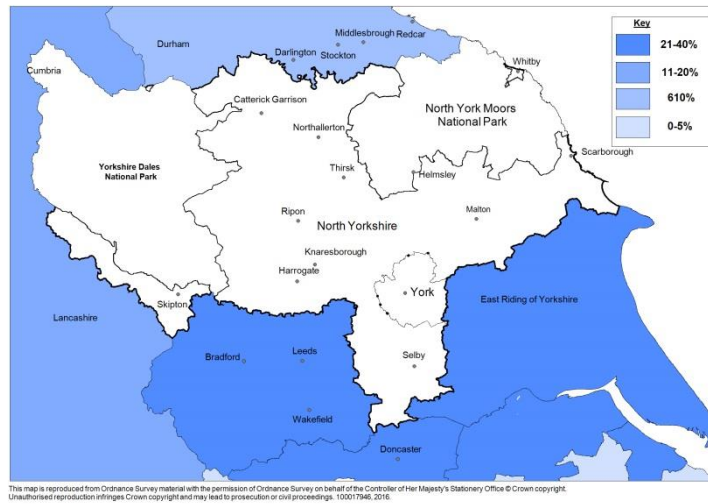 Key
21-40%
11-20%
610%
0-5%
Middlesbrough
Redcar
Durham
Darlington
Stockton
Whitby
Cumbria
Catterick Garrison
North York Moors
National Park
Northallerton
Scarborough
Yorkshire Dales
National Park
Thirsk
Helmsley
Ripon
North Yorkshire
Malton
Knaresborough
Harrogate
York
Skipton
East Riding of Yorkshire
Lancashire
Bradford
Leeds
Selby
Wakefield
Doncaster
This map is reproduced from Ordnance Survey material with the permission of Ordnance Survey on behalf of the Controller of Her Majesty's Stationery Office © Crown copyright.
Unauthorised reproduction infringes Crown copyright and may lead to prosecution or civil proceedings. 100017946, 2016.